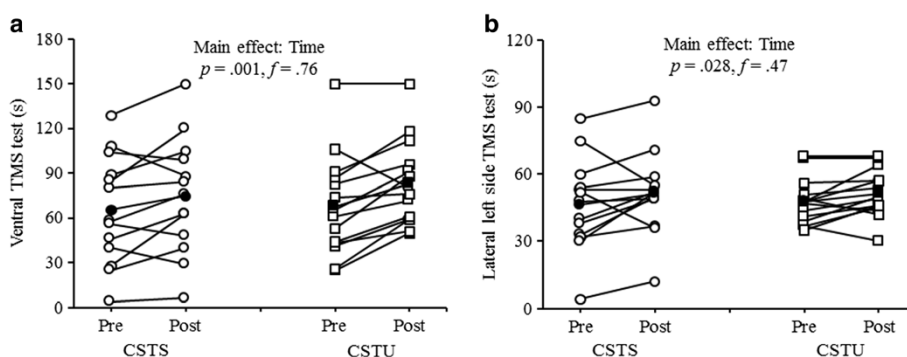 a
Main effect: Time
p = .001, f = .76
Ventral TMS test (s)
180
150
120
90
60
30
0
Pre Post Pre Post
CSTS CSTU
b
Main effect: Time
p = .028, f = .47
Lateral left side TMS test (s)
120
90
60
30
0
Pre Post Pre Post
CSTS CSTU